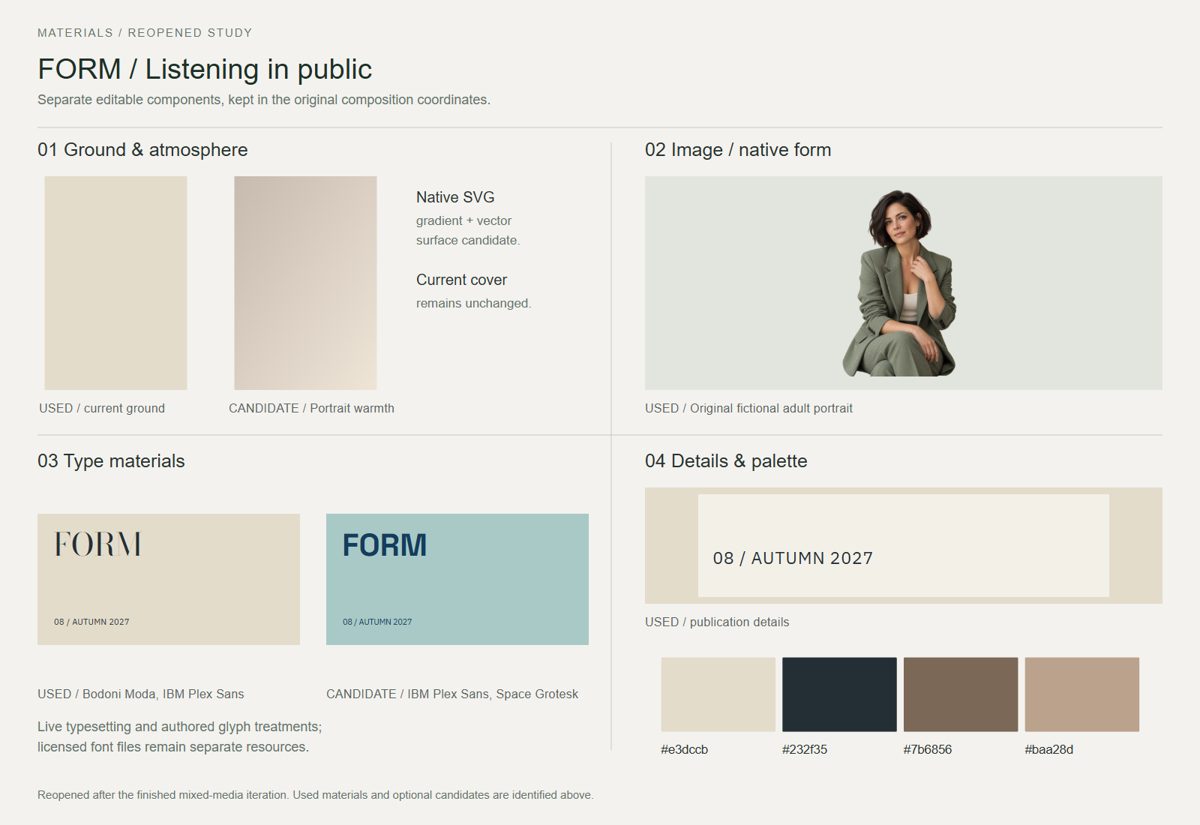 MATERIALS / REOPENED STUDY
FORM / Listening in public
Separate editable components, kept in the original composition coordinates.
01 Ground & atmosphere
Native SVG
gradient + vector
surface candidate.
Current cover
remains unchanged.
USED / current ground
CANDIDATE / Portrait warmth
02 Image / native form
USED / Original fictional adult portrait
03 Type materials
FORM
08 / AUTUMN 2027
FORM
08 / AUTUMN 2027
USED / Bodoni Moda, IBM Plex Sans
CANDIDATE / IBM Plex Sans, Space Grotesk
Live typesetting and authored glyph treatments;
licensed font files remain separate resources.
04 Details & palette
08 / AUTUMN 2027
USED / publication details
#e3dccb
#232f35
#7b6856
#baa28d
Reopened after the finished mixed-media iteration. Used materials and optional candidates are identified above.